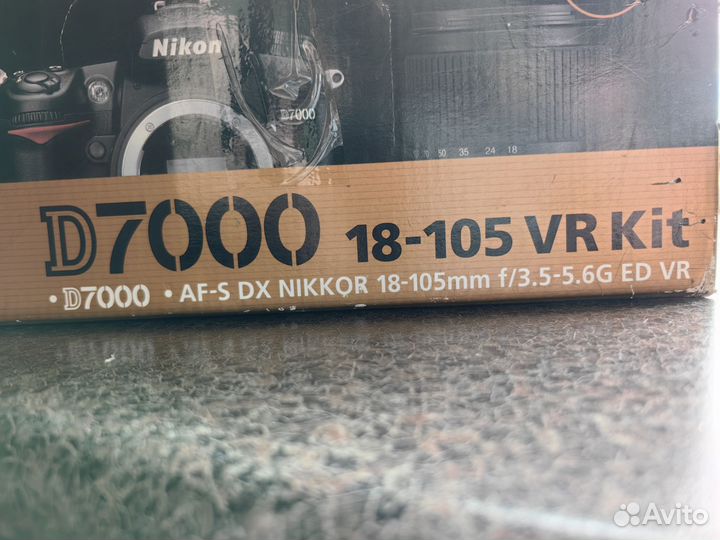 Nikon
D7000
50 35 24 18
D7000 18-105 VR Kit
• D7000 • AF-S DX NIKKOR 18-105mm f/3.5-5.6G ED VR
Avito